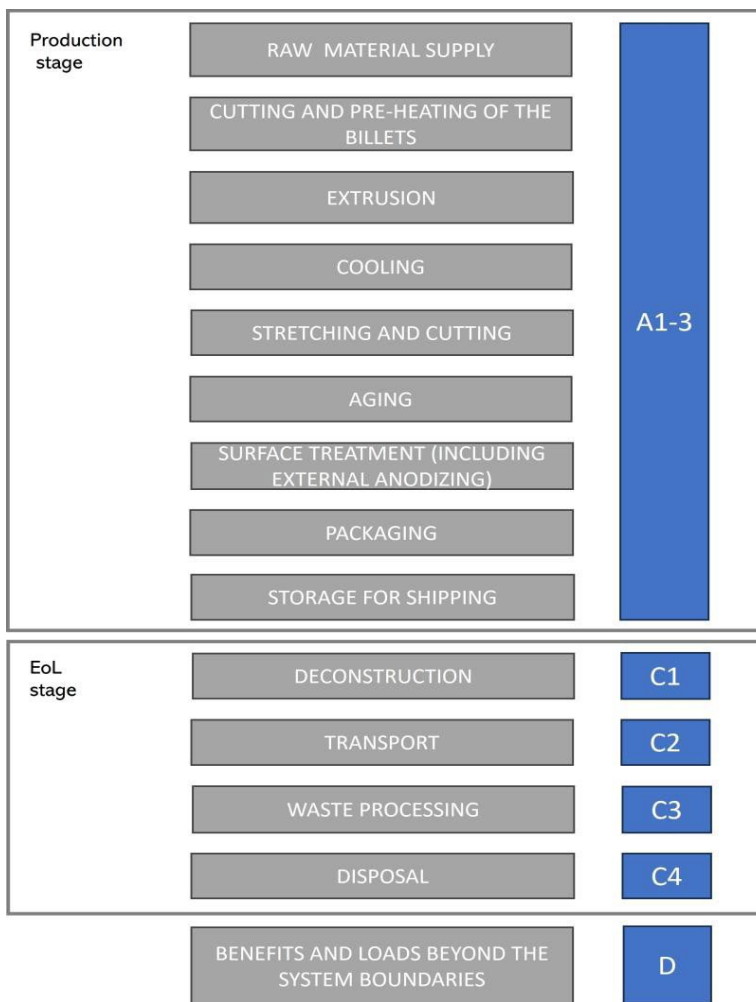 Production
stage
RAW MATERIAL SUPPLY
CUTTING AND PRE-HEATING OF THE
BILLETS
EXTRUSION
COOLING
A1-3
STRETCHING AND CUTTING
AGING
SURFACE TREATMENT (INCLUDING
EXTERNAL ANODIZING)
PACKAGING
STORAGE FOR SHIPPING
EoL
stage
DECONSTRUCTION
C1
TRANSPORT
C2
WASTE PROCESSING
C3
DISPOSAL
C4
BENEFITS AND LOADS BEYOND THE
SYSTEM BOUNDARIES
D